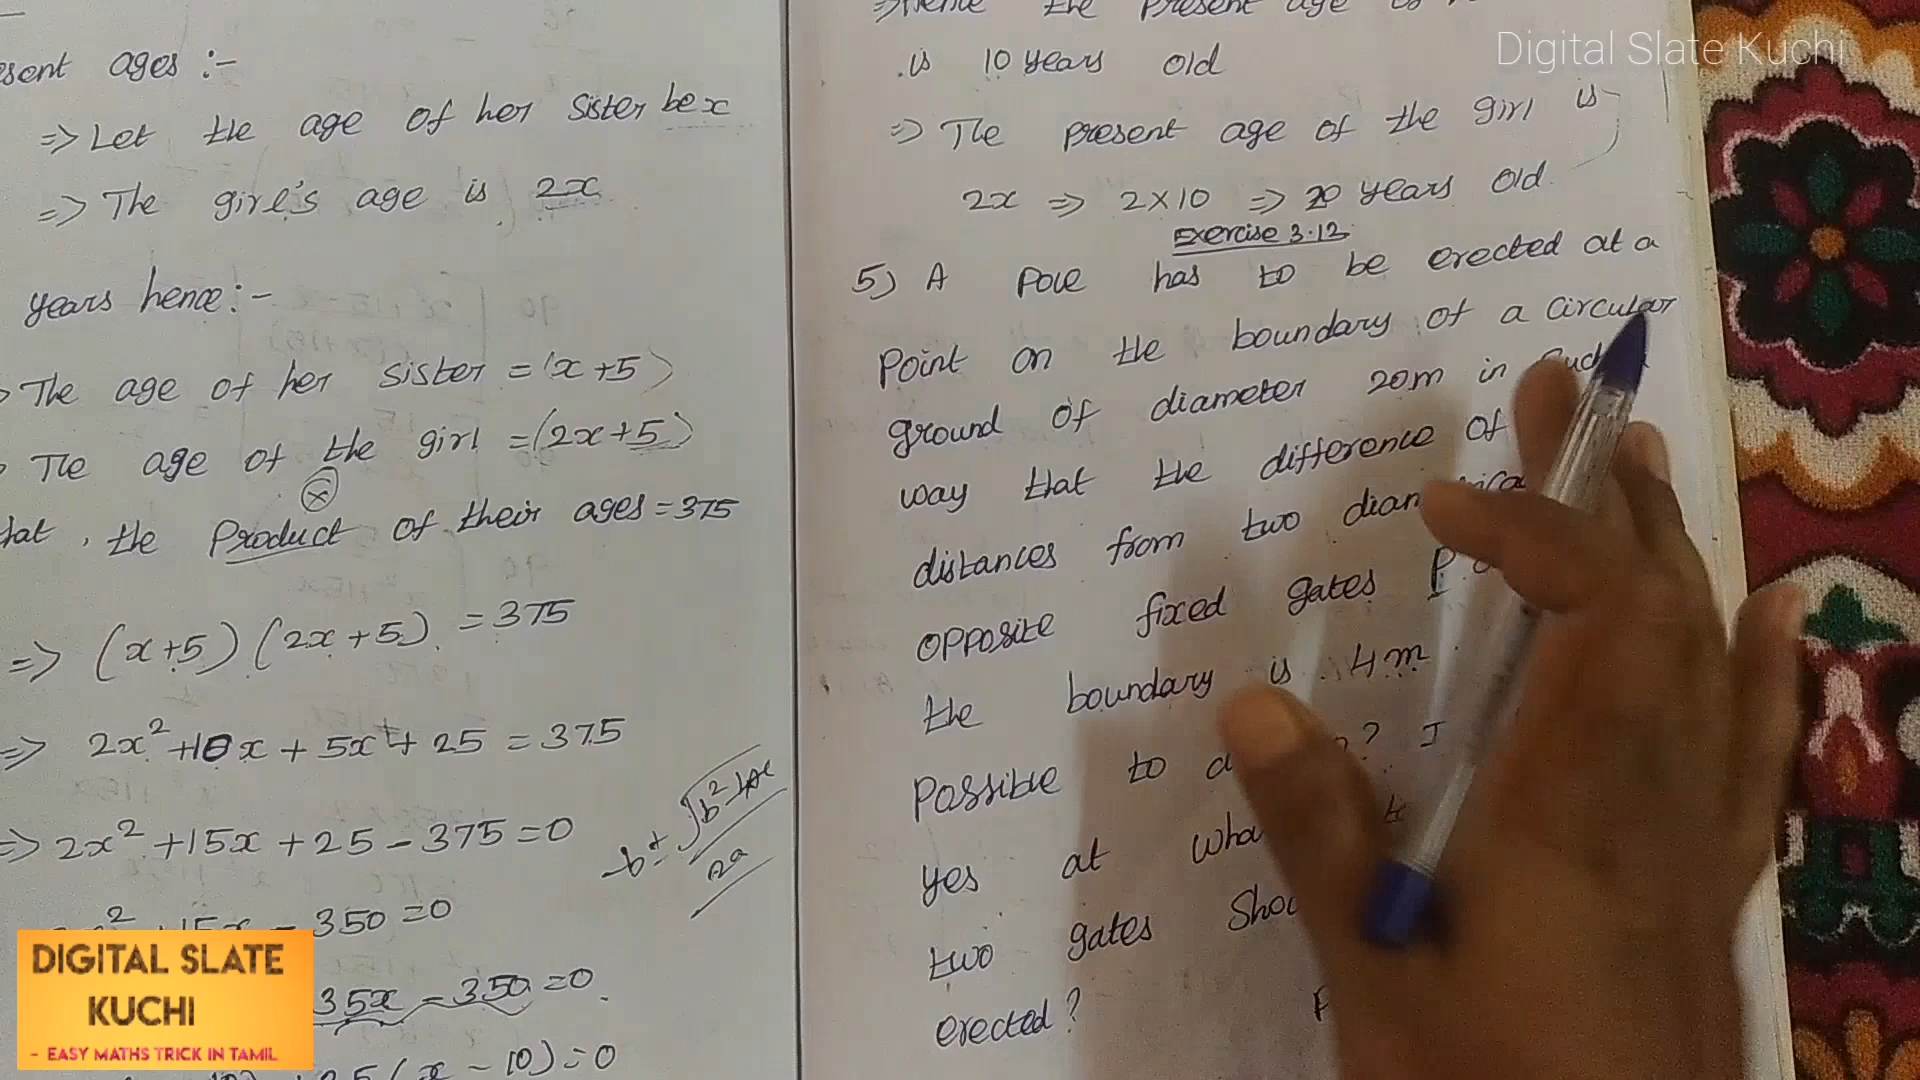 esent ages :-
=> Let the age of her sister be x
=> The girl's age is 2x
years hence :-
> The age of her sister = (x+5)
> The age of the girl = (2x+5)
(x)
that, the Product of their ages = 375
=> (x+5) (2x+5) = 375
=> 2x² + 10x + 5x + 25 = 375
=> 2x² + 15x + 25 - 375 = 0
-b ± √b²-4ac
2a
350 = 0
35x - 350 = 0
(x - 10) = 0
=> Hence the present age
is 10 years old
=> The present age of the girl is
2x => 2×10 => 20 years old
Exercise 3.12
5) A Pole has to be erected at a
Point on the boundary of a circular
ground of diameter 20m in such
way that the difference of
distances from two
opposite fixed gates P
the boundary is 4m
Possible to
yes at
two gates
erected?
Digital Slate Kuchi
DIGITAL SLATE
KUCHI
- EASY MATHS TRICK IN TAMIL